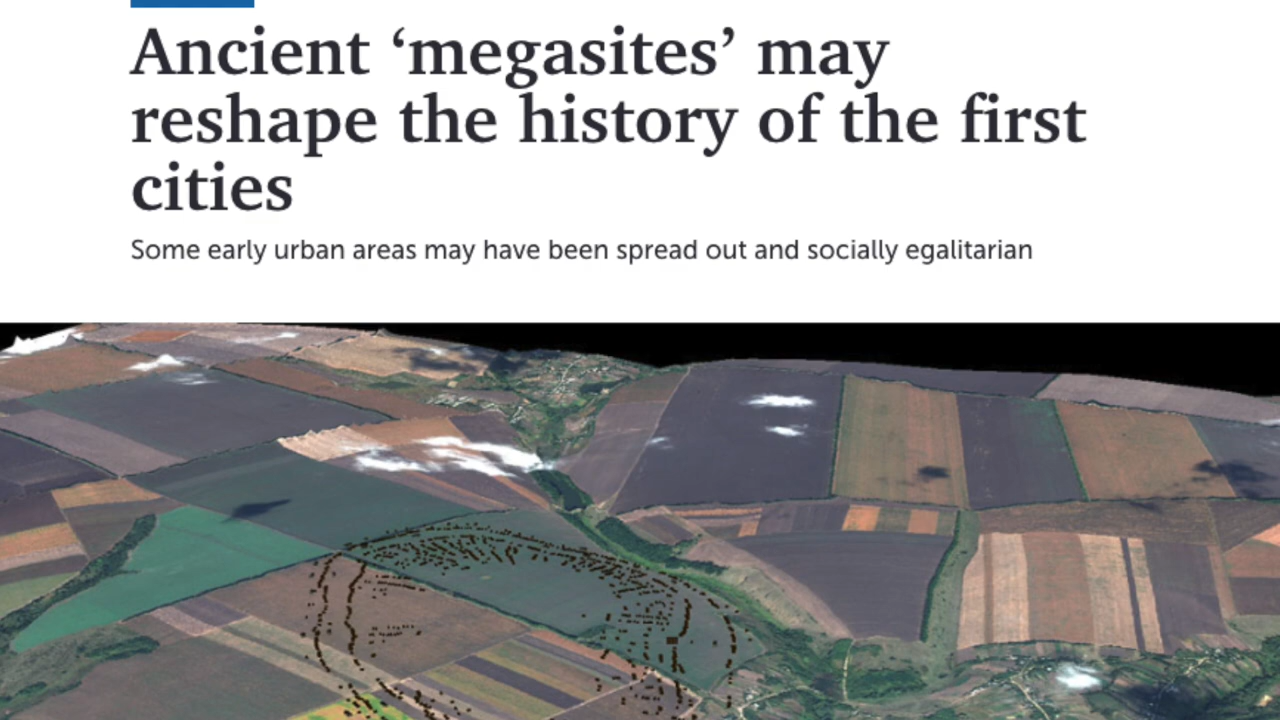 Ancient ‘megasites’ may
reshape the history of the first
cities
Some early urban areas may have been spread out and socially egalitarian